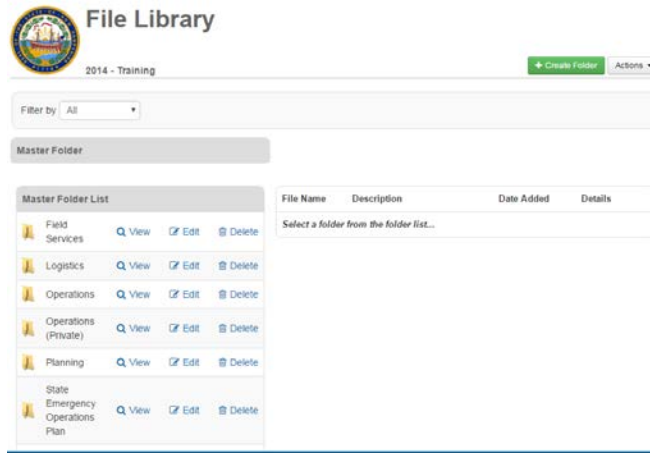 File Library
2014 - Training
Create Folder
Actions
Filter by All
Master Folder
Master Folder List
File Name Description Date Added Details
Select a folder from the folder list...
Field
Services
View Edit Delete
Logistics View Edit Delete
Operations View Edit Delete
Operations
(Private)
View Edit Delete
Planning View Edit Delete
State
Emergency
Operations
Plan
View Edit Delete